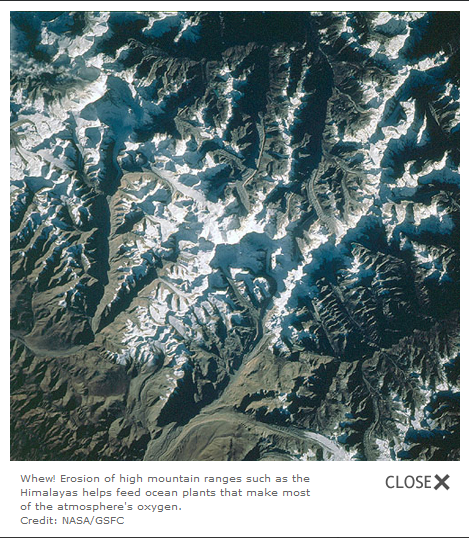 Whew! Erosion of high mountain ranges such as the
Himalayas helps feed ocean plants that make most
of the atmosphere's oxygen.
Credit: NASA/GSFC
CLOSE